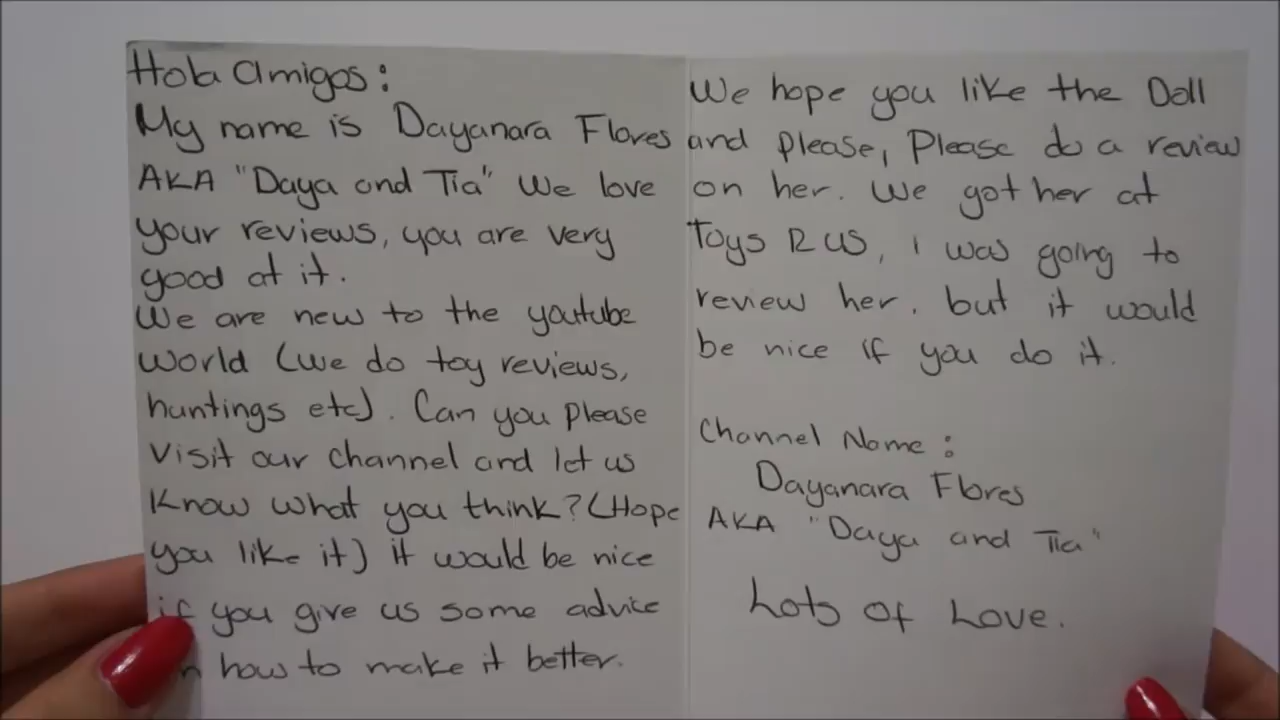 Hola Amigos:
My name is Dayanara Flores
AKA "Daya and Tia" We love
your reviews, you are very
good at it.
We are new to the youtube
world (we do toy reviews,
huntings etc). Can you please
visit our channel and let us
know what you think? (Hope
you like it) it would be nice
if you give us some advice
how to make it better.
We hope you like the Doll
and please, Please do a review
on her. We got her at
Toys R us, i was going to
review her. but it would
be nice if you do it.
Channel Name:
Dayanara Flores
AKA "Daya and Tia"
Lots of Love.